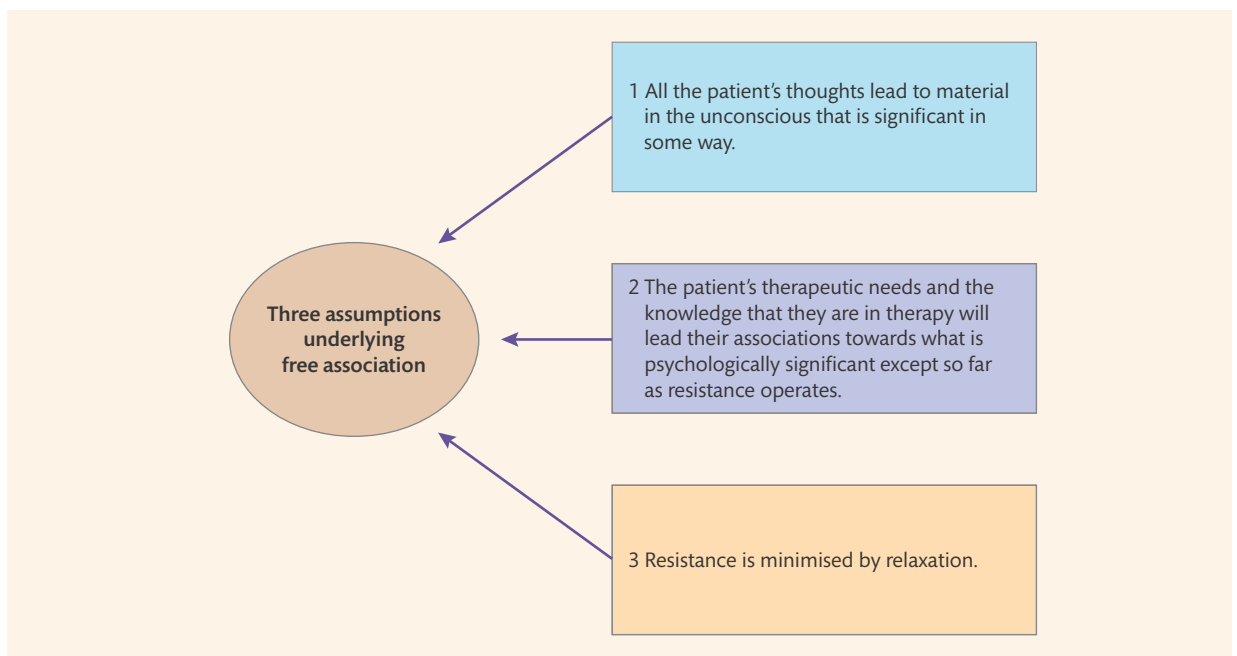 1 All the patient’s thoughts lead to material
in the unconscious that is significant in
some way.
Three assumptions
underlying
free association
2 The patient’s therapeutic needs and the
knowledge that they are in therapy will
lead their associations towards what is
psychologically significant except so far
as resistance operates.
3 Resistance is minimised by relaxation.